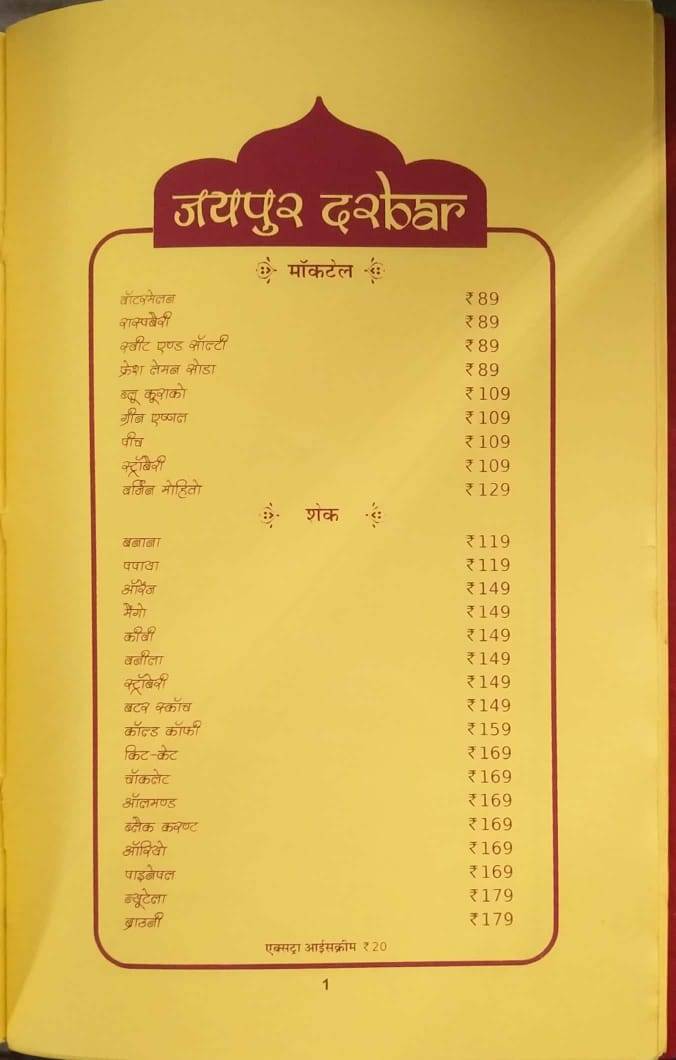 जयपुर दरbar
मॉकटेल
वॉटरमेलन ₹ 89
रास्पबैरी ₹ 89
स्वीट एण्ड सॉल्टी ₹ 89
फ्रेश लेमन सोडा ₹ 89
ब्लू कूराको ₹ 109
ग्रीन एप्पल ₹ 109
पीच ₹ 109
स्ट्रॉबैरी ₹ 109
वर्जिन मोहितो ₹ 129
शेक
बनाना ₹ 119
पपाया ₹ 119
ऑरेंज ₹ 149
मैंगो ₹ 149
कीवी ₹ 149
वनीला ₹ 149
स्ट्रॉबेरी ₹ 149
बटर स्कॉच ₹ 149
कॉल्ड कॉफी ₹ 159
किट-केट ₹ 169
चॉकलेट ₹ 169
ऑलमण्ड ₹ 169
ब्लैक करण्ट ₹ 169
ऑरियो ₹ 169
पाइनेपल ₹ 169
न्यूटेला ₹ 179
ब्राउनी ₹ 179
एक्सट्रा आईसक्रीम ₹ 20
1